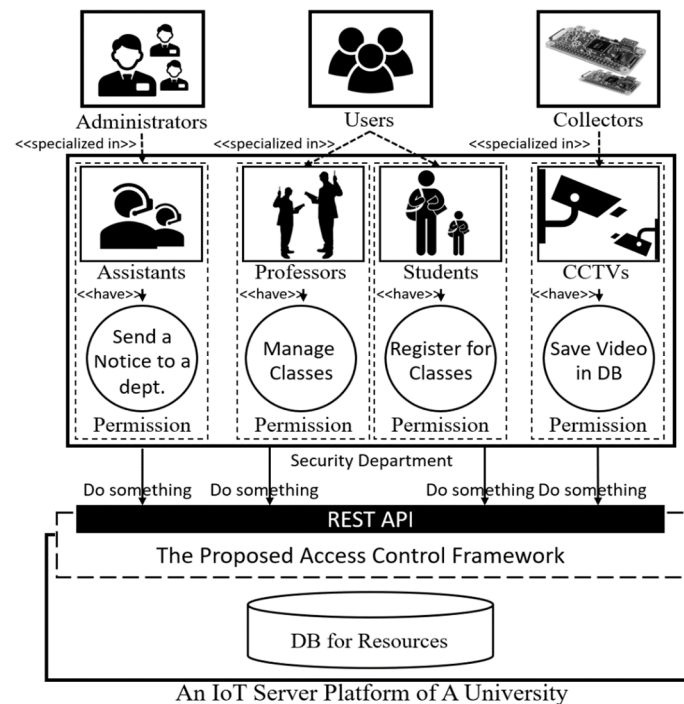 Administrators
Users
Collectors
<<specialized in>>
<<specialized in>>
<<specialized in>>
Assistants
Professors
Students
CCTVs
<<have>>
<<have>>
<<have>>
<<have>>
Send a
Notice to a
dept.
Manage
Classes
Register for
Classes
Save Video
in DB
Permission
Permission
Permission
Permission
Security Department
Do something
Do something
Do something
Do something
REST API
The Proposed Access Control Framework
DB for Resources
An IoT Server Platform of A University